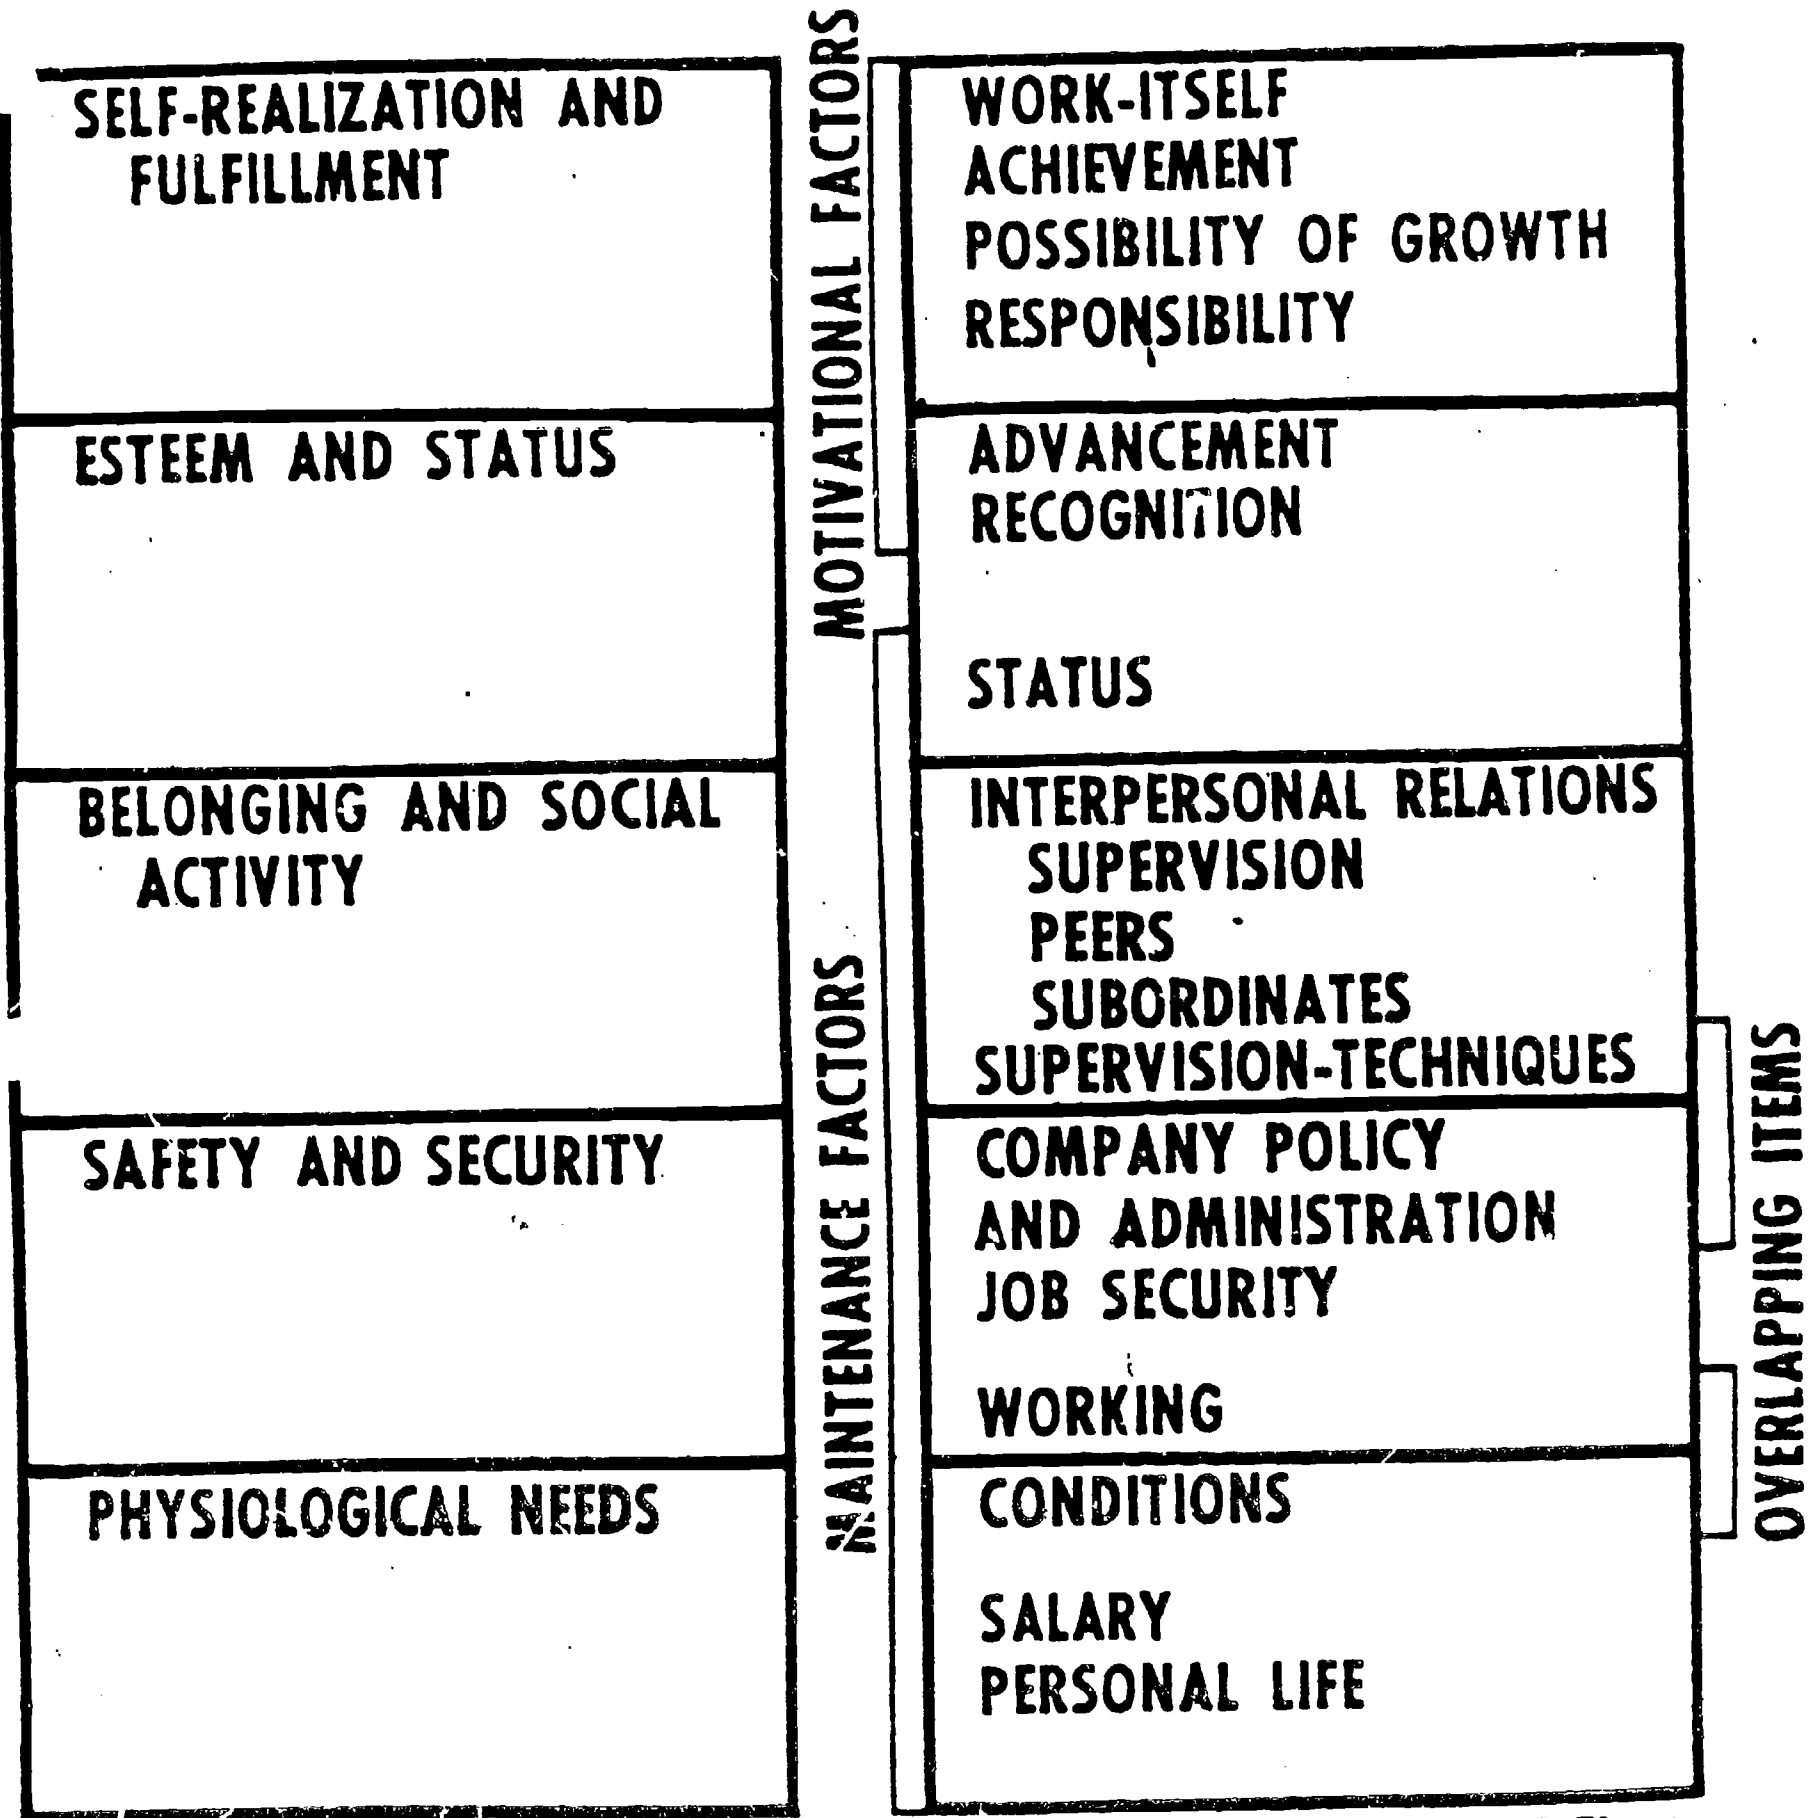 SELF-REALIZATION AND
FULFILLMENT
ESTEEM AND STATUS
BELONGING AND SOCIAL
ACTIVITY
SAFETY AND SECURITY
PHYSIOLOGICAL NEEDS
MOTIVATIONAL FACTORS
MAINTENANCE FACTORS
WORK-ITSELF
ACHIEVEMENT
POSSIBILITY OF GROWTH
RESPONSIBILITY
ADVANCEMENT
RECOGNITION
STATUS
INTERPERSONAL RELATIONS
SUPERVISION
PEERS
SUBORDINATES
SUPERVISION-TECHNIQUES
COMPANY POLICY
AND ADMINISTRATION
JOB SECURITY
WORKING
CONDITIONS
SALARY
PERSONAL LIFE
OVERLAPPING ITEMS